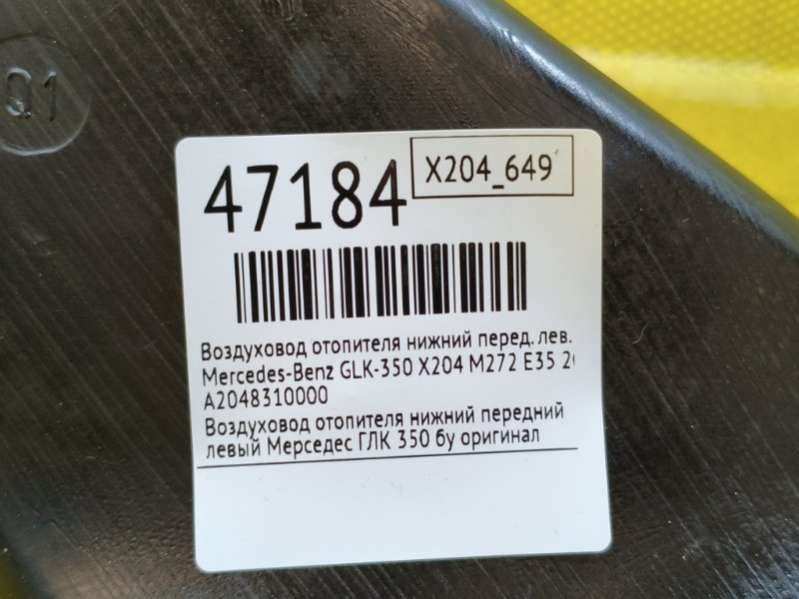 Q1
47184
X204_649
Воздуховод отопителя нижний перед. лев.
Mercedes-Benz GLK-350 X204 M272 E35
A2048310000
Воздуховод отопителя нижний передний
левый Мерседес ГЛК 350 бу оригинал